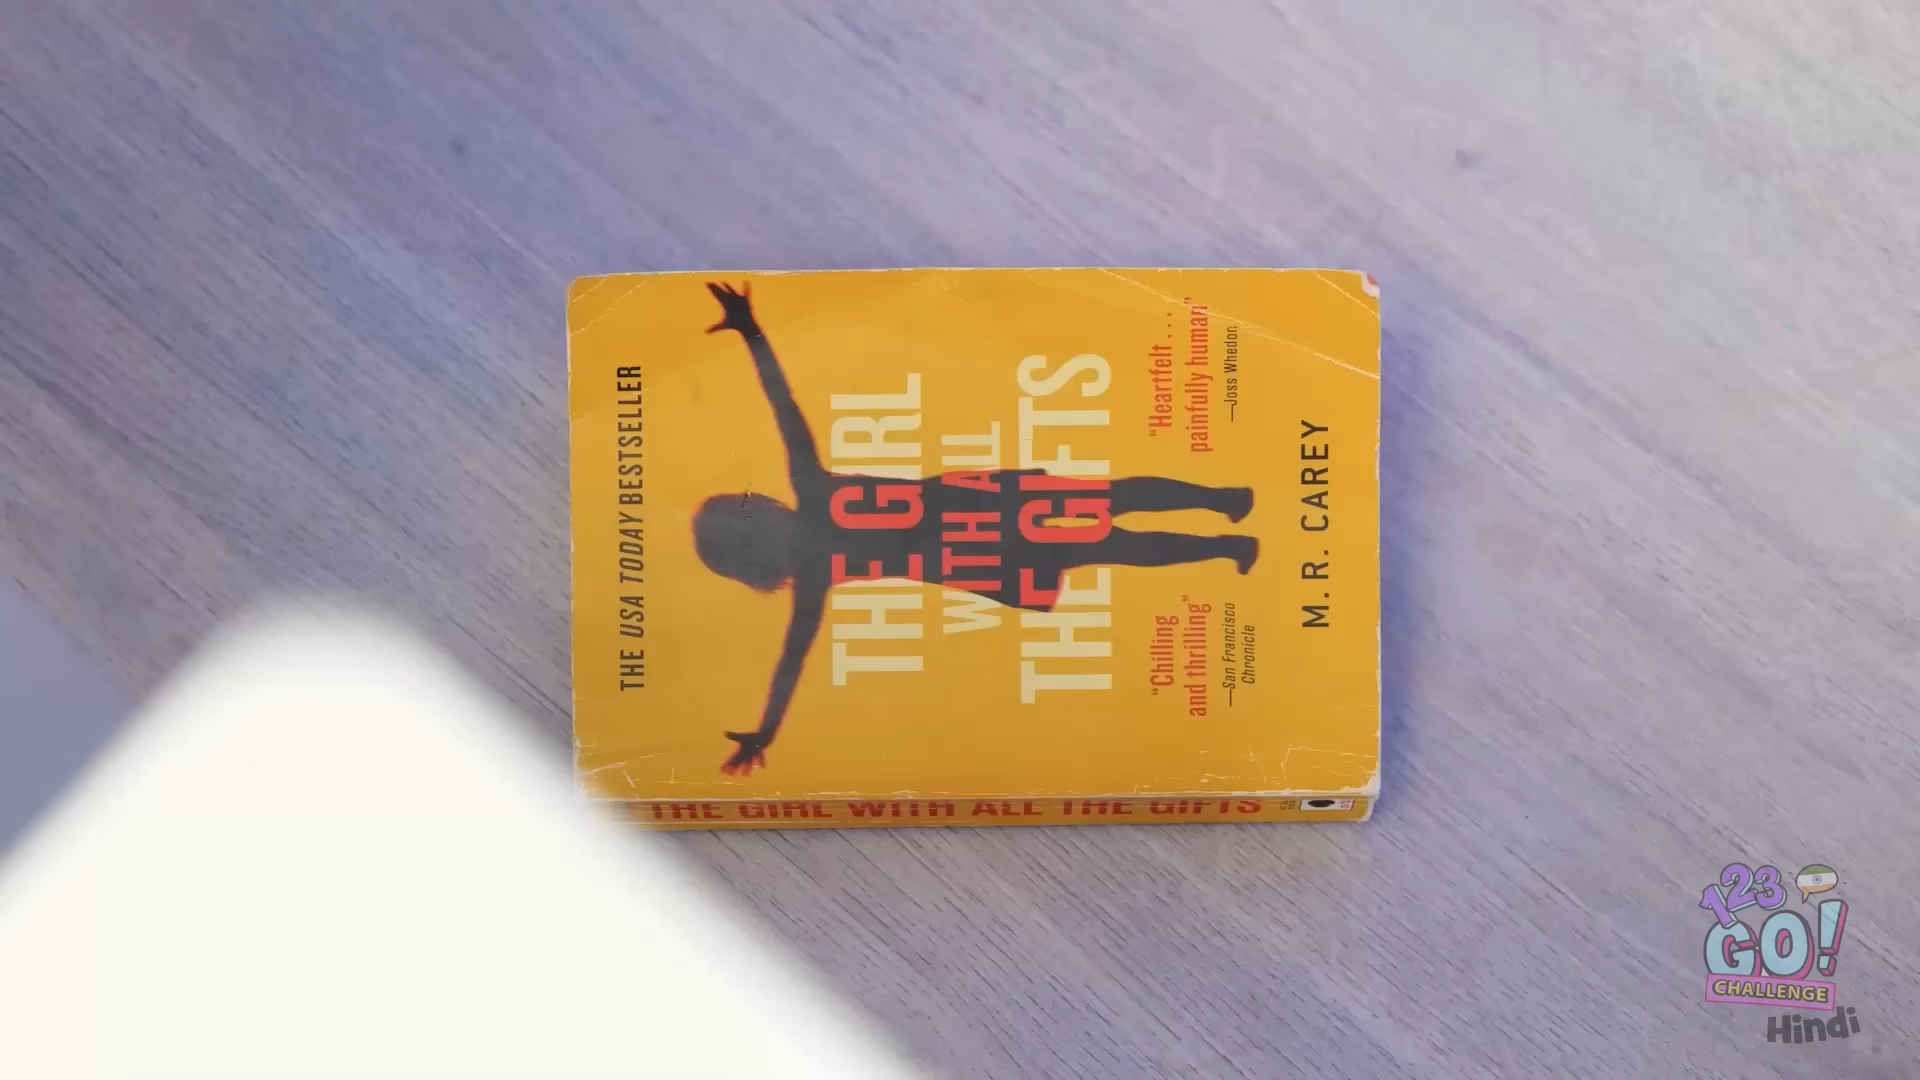 THE USA TODAY BESTSELLER
THE GIRL
WITH ALL
THE GIFTS
"Chilling
and thrilling"
—San Francisco
Chronicle
"Heartfelt . . .
painfully human"
—Joss Whedon
M. R. CAREY
THE GIRL WITH ALL THE GIFTS
123
GO!
CHALLENGE
Hindi